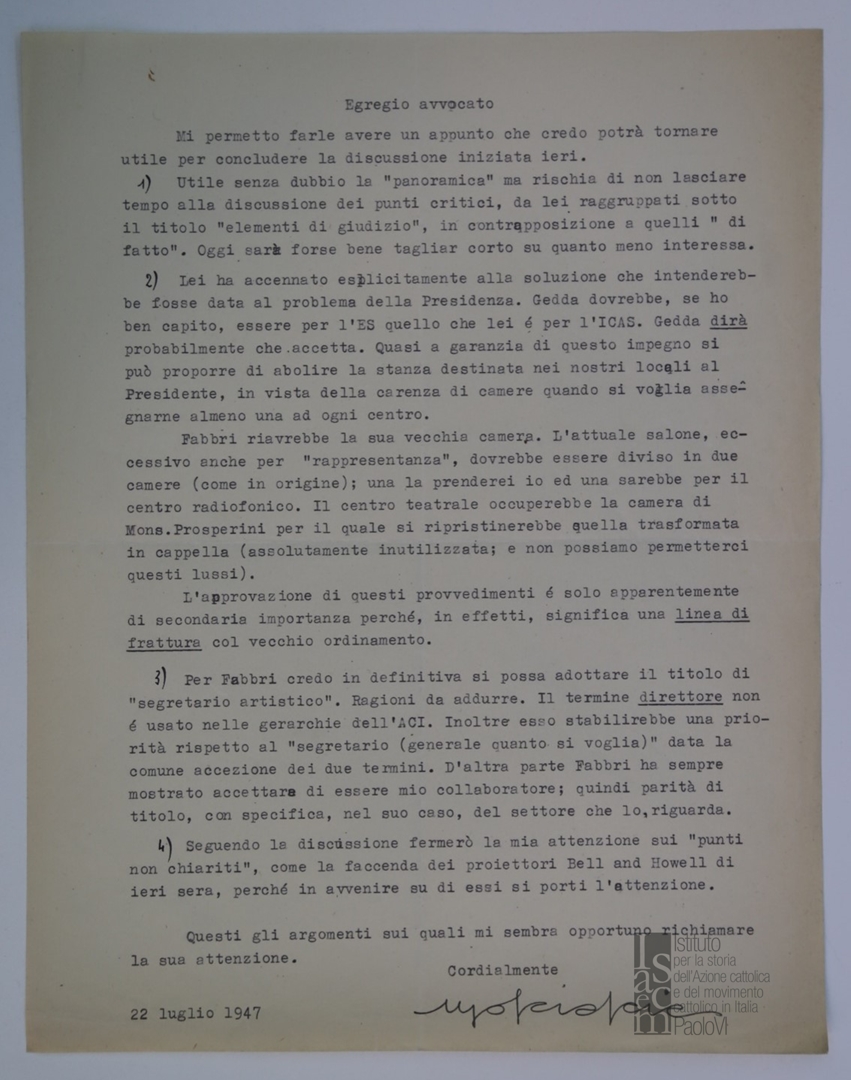 Egregio avvocato
Mi permetto farle avere un appunto che credo potrà tornare
utile per concludere la discussione iniziata ieri.
1) Utile senza dubbio la "panoramica" ma rischia di non lasciare
tempo alla discussione dei punti critici, da lei raggruppati sotto
il titolo "elementi di giudizio", in contrapposizione a quelli " di
fatto". Oggi sarà forse bene tagliar corto su quanto meno interessa.
2) Lei ha accennato esplicitamente alla soluzione che intendereb-
be fosse data al problema della Presidenza. Gedda dovrebbe, se ho
ben capito, essere per l'ES quello che lei é per l'ICAS. Gedda dirà
probabilmente che accetta. Quasi a garanzia di questo impegno si
può proporre di abolire la stanza destinata nei nostri locali al
Presidente, in vista della carenza di camere quando si voglia asse-
gnarne almeno una ad ogni centro.
Fabbri riavrebbe la sua vecchia camera. L'attuale salone, ec-
cessivo anche per "rappresentanza", dovrebbe essere diviso in due
camere (come in origine); una la prenderei io ed una sarebbe per il
centro radiofonico. Il centro teatrale occuperebbe la camera di
Mons.Prosperini per il quale si ripristinerebbe quella trasformata
in cappella (assolutamente inutilizzata; e non possiamo permetterci
questi lussi).
L'approvazione di questi provvedimenti é solo apparentemente
di secondaria importanza perché, in effetti, significa una linea di
frattura col vecchio ordinamento.
3) Per Fabbri credo in definitiva si possa adottare il titolo di
"segretario artistico". Ragioni da addurre. Il termine direttore non
é usato nelle gerarchie dell'ACI. Inoltre esso stabilirebbe una prio-
rità rispetto al "segretario (generale quanto si voglia)" data la
comune accezione dei due termini. D'altra parte Fabbri ha sempre
mostrato accettare di essere mio collaboratore; quindi parità di
titolo, con specifica, nel suo caso, del settore che lo, riguarda.
4) Seguendo la discussione fermerò la mia attenzione sui "punti
non chiariti", come la faccenda dei proiettori Bell and Howell di
ieri sera, perché in avvenire su di essi si porti l'attenzione.
Questi gli argomenti sui quali mi sembra opportuno richiamare
la sua attenzione.
Cordialmente
22 luglio 1947
Isacem
Istituto
per la storia
dell'Azione cattolica
e del movimento
cattolico in Italia
PaoloVI